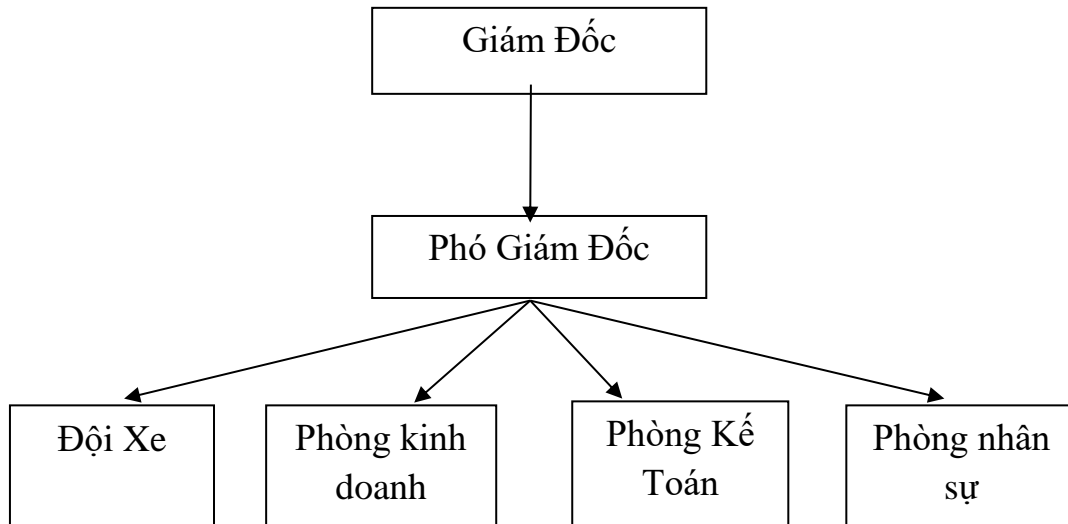 Giám Đốc
Phó Giám Đốc
Đội Xe
Phòng kinh
doanh
Phòng Kế
Toán
Phòng nhân
sự